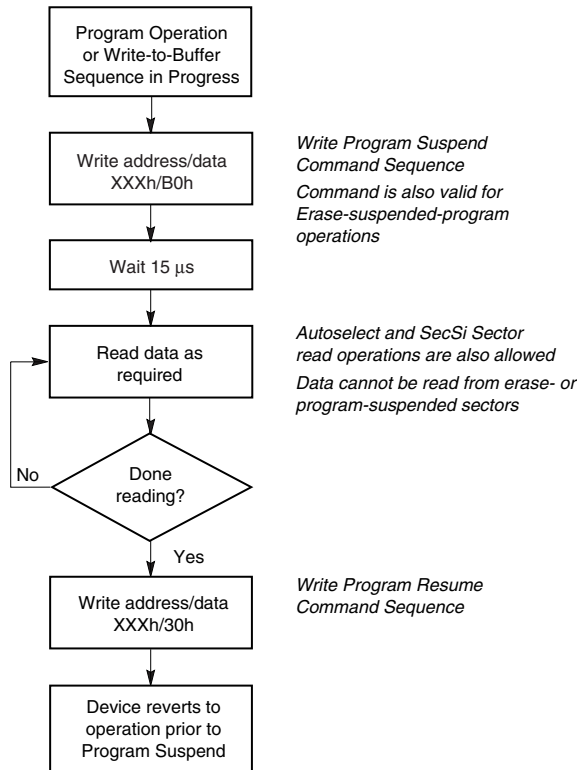 Program Operation
or Write-to-Buffer
Sequence in Progress
Write address/data
XXXh/B0h
Write Program Suspend
Command Sequence
Command is also valid for
Erase-suspended-program
operations
Wait 15 μs
Read data as
required
Autoselect and SecSi Sector
read operations are also allowed
Data cannot be read from erase- or
program-suspended sectors
No
Done
reading?
Yes
Write address/data
XXXh/30h
Write Program Resume
Command Sequence
Device reverts to
operation prior to
Program Suspend